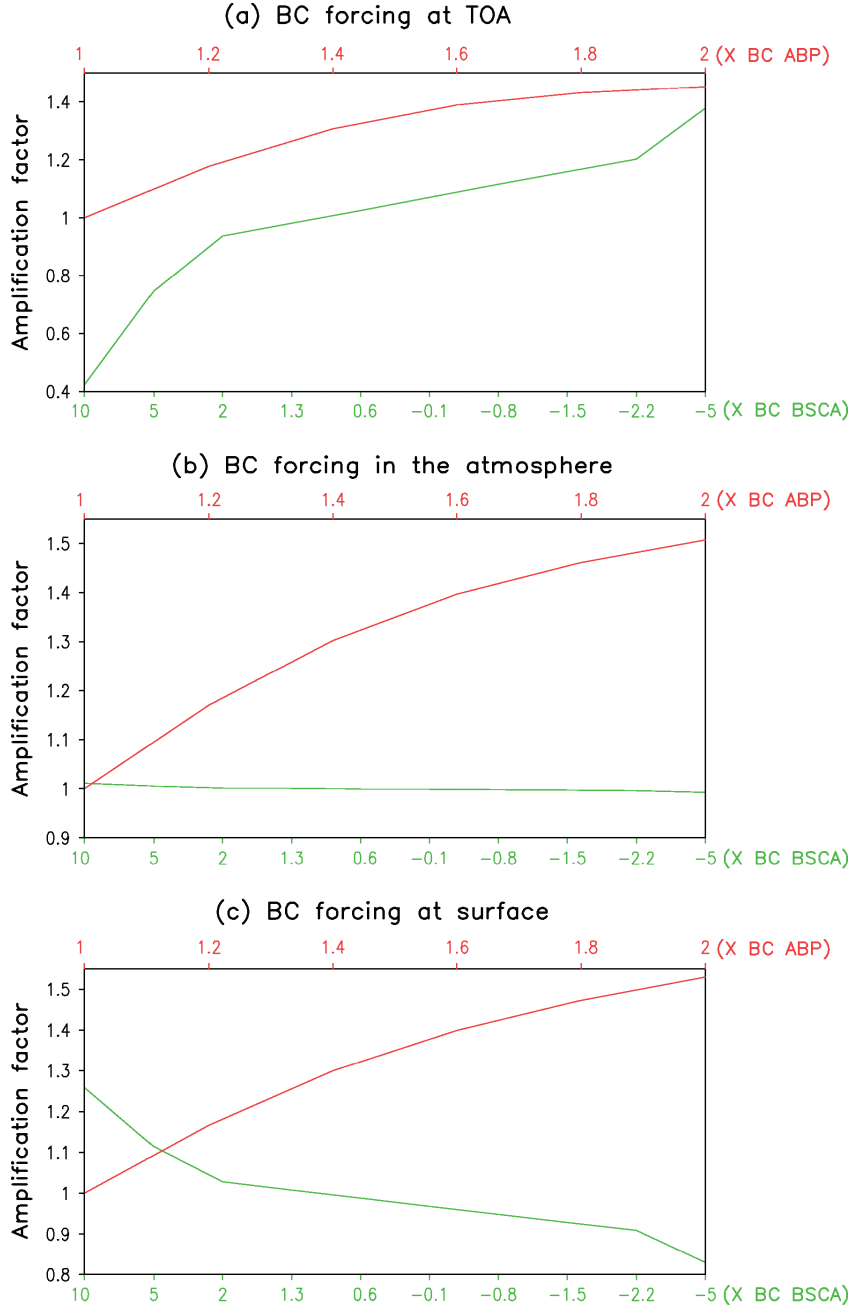 (a) BC forcing at TOA
1 1.2 1.4 1.6 1.8 2 (X BC ABP)
Amplification factor
1.4
1.2
1
0.8
0.6
0.4
10 5 2 1.3 0.6 −0.1 −0.8 −1.5 −2.2 −5 (X BC BSCA)
(b) BC forcing in the atmosphere
1 1.2 1.4 1.6 1.8 2 (X BC ABP)
Amplification factor
1.5
1.4
1.3
1.2
1.1
1
0.9
10 5 2 1.3 0.6 −0.1 −0.8 −1.5 −2.2 −5 (X BC BSCA)
(c) BC forcing at surface
1 1.2 1.4 1.6 1.8 2 (X BC ABP)
Amplification factor
1.5
1.4
1.3
1.2
1.1
1
0.9
0.8
10 5 2 1.3 0.6 −0.1 −0.8 −1.5 −2.2 −5 (X BC BSCA)